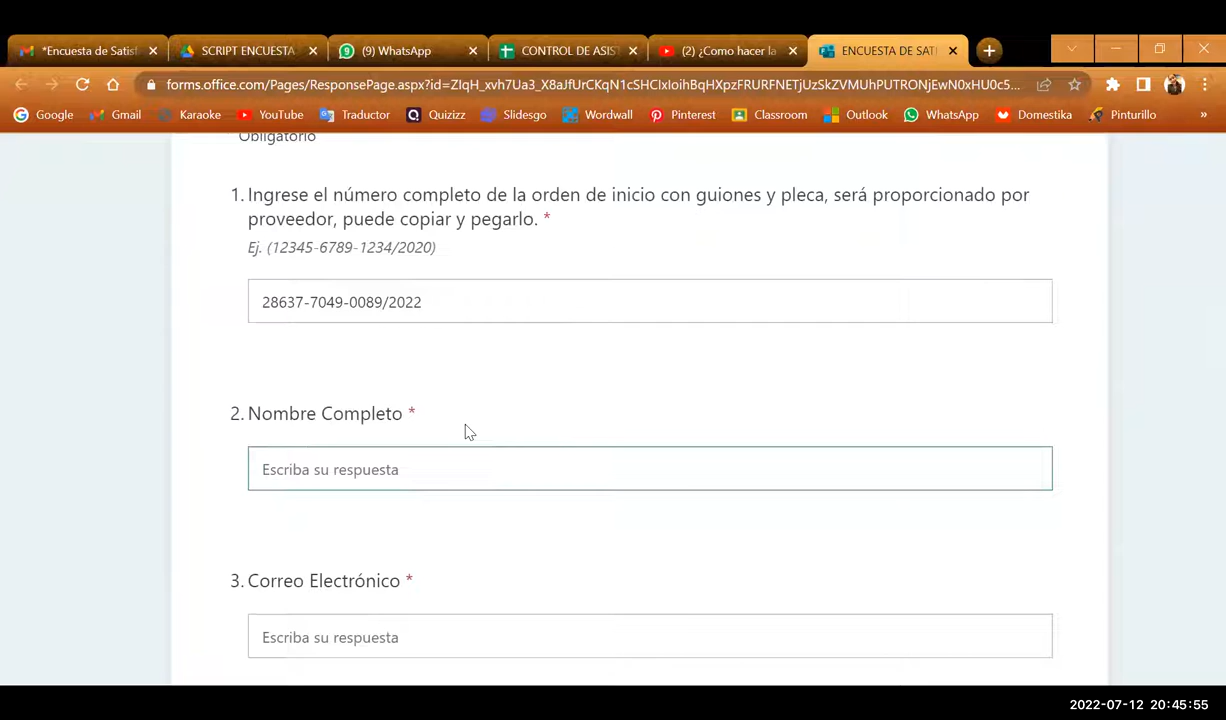 *Encuesta de Satisf
SCRIPT ENCUESTA
(9) WhatsApp
CONTROL DE ASIST
(2) ¿Como hacer la
ENCUESTA DE SATI
forms.office.com/Pages/ResponsePage.aspx?id=ZIqH_xvh7Ua3_X8aJfUrCKqN1cSHCIxIoihBqHXpzFRURFNETjUzSkZVMUhPUTRONjEwN0xHU0c5...
Google Gmail Karaoke YouTube Traductor Quizizz Slidesgo Wordwall Pinterest Classroom Outlook WhatsApp Domestika Pinturillo »
Obligatorio
1. Ingrese el número completo de la orden de inicio con guiones y pleca, será proporcionado por
proveedor, puede copiar y pegarlo. *
Ej. (12345-6789-1234/2020)
28637-7049-0089/2022
2. Nombre Completo *
Escriba su respuesta
3. Correo Electrónico *
Escriba su respuesta
2022-07-12 20:45:55